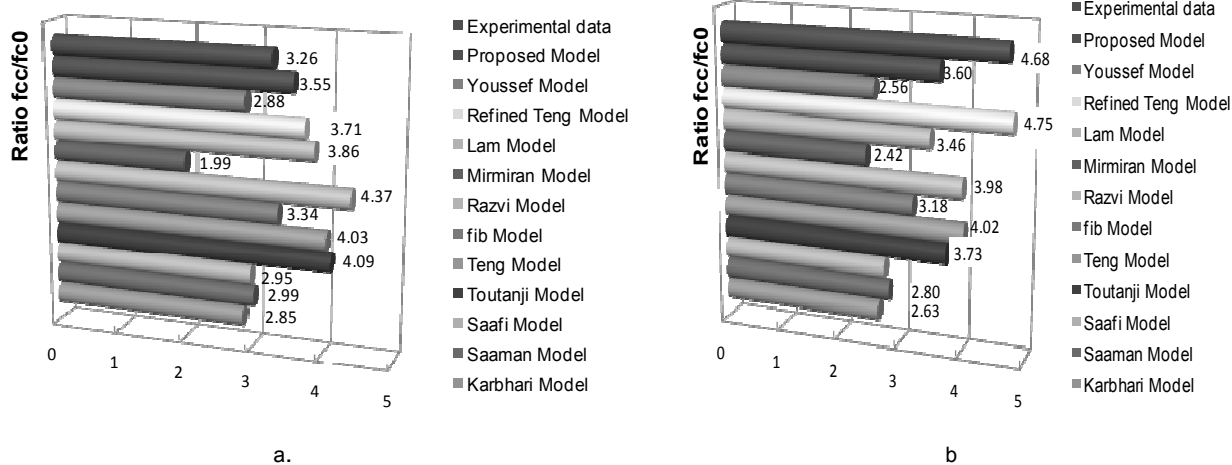 Ratio fcc/fc0
3.26
3.55
2.88
3.71
3.86
1.99
4.37
3.34
4.03
4.09
2.95
2.99
2.85
0
1
2
3
4
5
Experimental data
Proposed Model
Youssef Model
Refined Teng Model
Lam Model
Mirmiran Model
Razvi Model
fib Model
Teng Model
Toutanji Model
Saafi Model
Saaman Model
Karbhari Model
a.
Ratio fcc/fc0
4.68
3.60
2.56
4.75
3.46
2.42
3.98
3.18
4.02
3.73
2.80
2.63
0
1
2
3
4
5
Experimental data
Proposed Model
Youssef Model
Refined Teng Model
Lam Model
Mirmiran Model
Razvi Model
fib Model
Teng Model
Toutanji Model
Saafi Model
Saaman Model
Karbhari Model
b